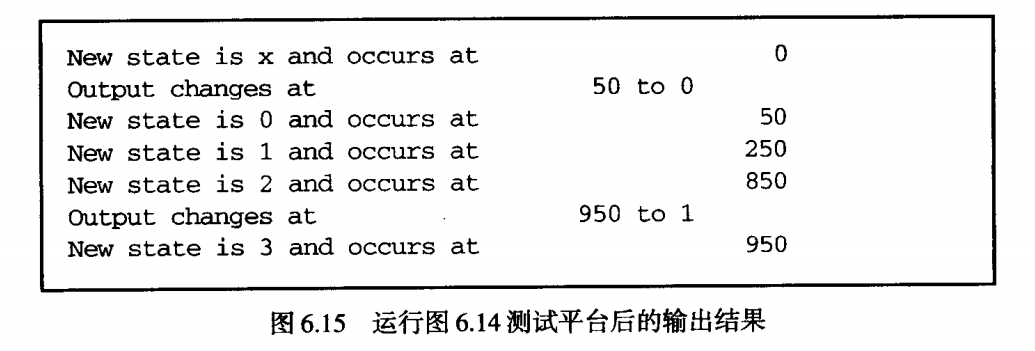 New state is x and occurs at 0
Output changes at 50 to 0
New state is 0 and occurs at 50
New state is 1 and occurs at 250
New state is 2 and occurs at 850
Output changes at 950 to 1
New state is 3 and occurs at 950
图 6.15 运行图 6.14 测试平台后的输出结果